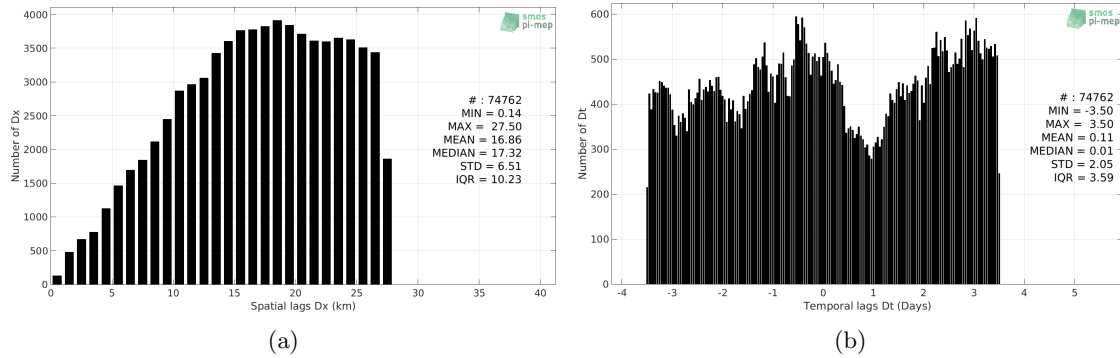 4000
3500
3000
2500
2000
1500
1000
500
0
Number of Dx
0 5 10 15 20 25 30 35 40
Spatial lags Dx (km)
smos
pi-mep
# : 74762
MIN = 0.14
MAX = 27.50
MEAN = 16.86
MEDIAN = 17.32
STD = 6.51
IQR = 10.23
(a)
600
500
400
300
200
100
0
Number of Dt
-4 -3 -2 -1 0 1 2 3 4 5
Temporal lags Dt (Days)
smos
pi-mep
# : 74762
MIN = -3.50
MAX = 3.50
MEAN = 0.11
MEDIAN = 0.01
STD = 2.05
IQR = 3.59
(b)